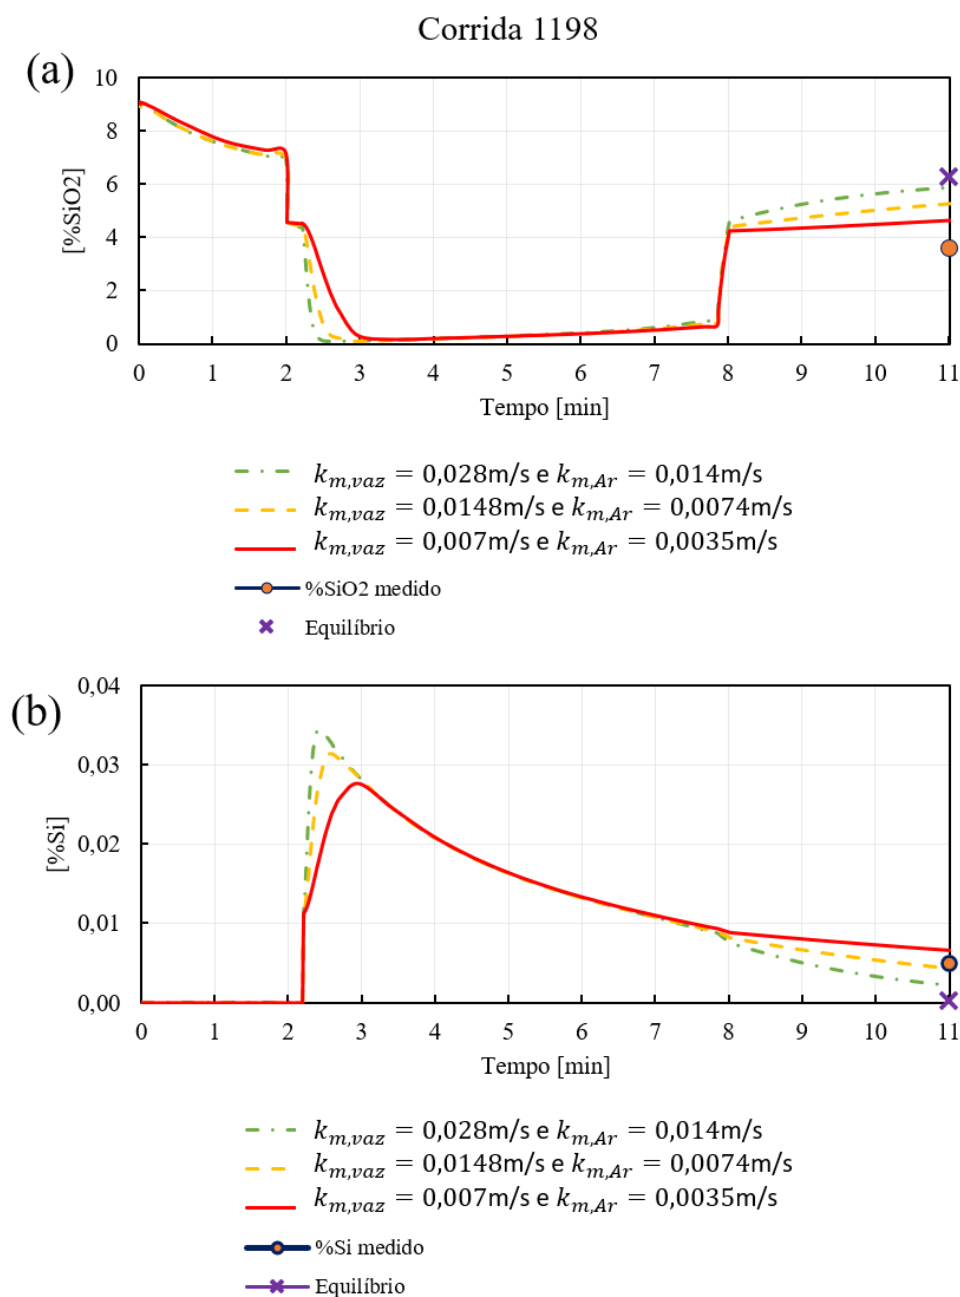 Corrida 1198
(a)
[%SiO2]
10
8
6
4
2
0
0 1 2 3 4 5 6 7 8 9 10 11
Tempo [min]
k_{m,vaz} = 0,028m/s e k_{m,Ar} = 0,014m/s
k_{m,vaz} = 0,0148m/s e k_{m,Ar} = 0,0074m/s
k_{m,vaz} = 0,007m/s e k_{m,Ar} = 0,0035m/s
%SiO2 medido
Equilíbrio
(b)
[%Si]
0,04
0,03
0,02
0,01
0,00
0 1 2 3 4 5 6 7 8 9 10 11
Tempo [min]
k_{m,vaz} = 0,028m/s e k_{m,Ar} = 0,014m/s
k_{m,vaz} = 0,0148m/s e k_{m,Ar} = 0,0074m/s
k_{m,vaz} = 0,007m/s e k_{m,Ar} = 0,0035m/s
%Si medido
Equilíbrio